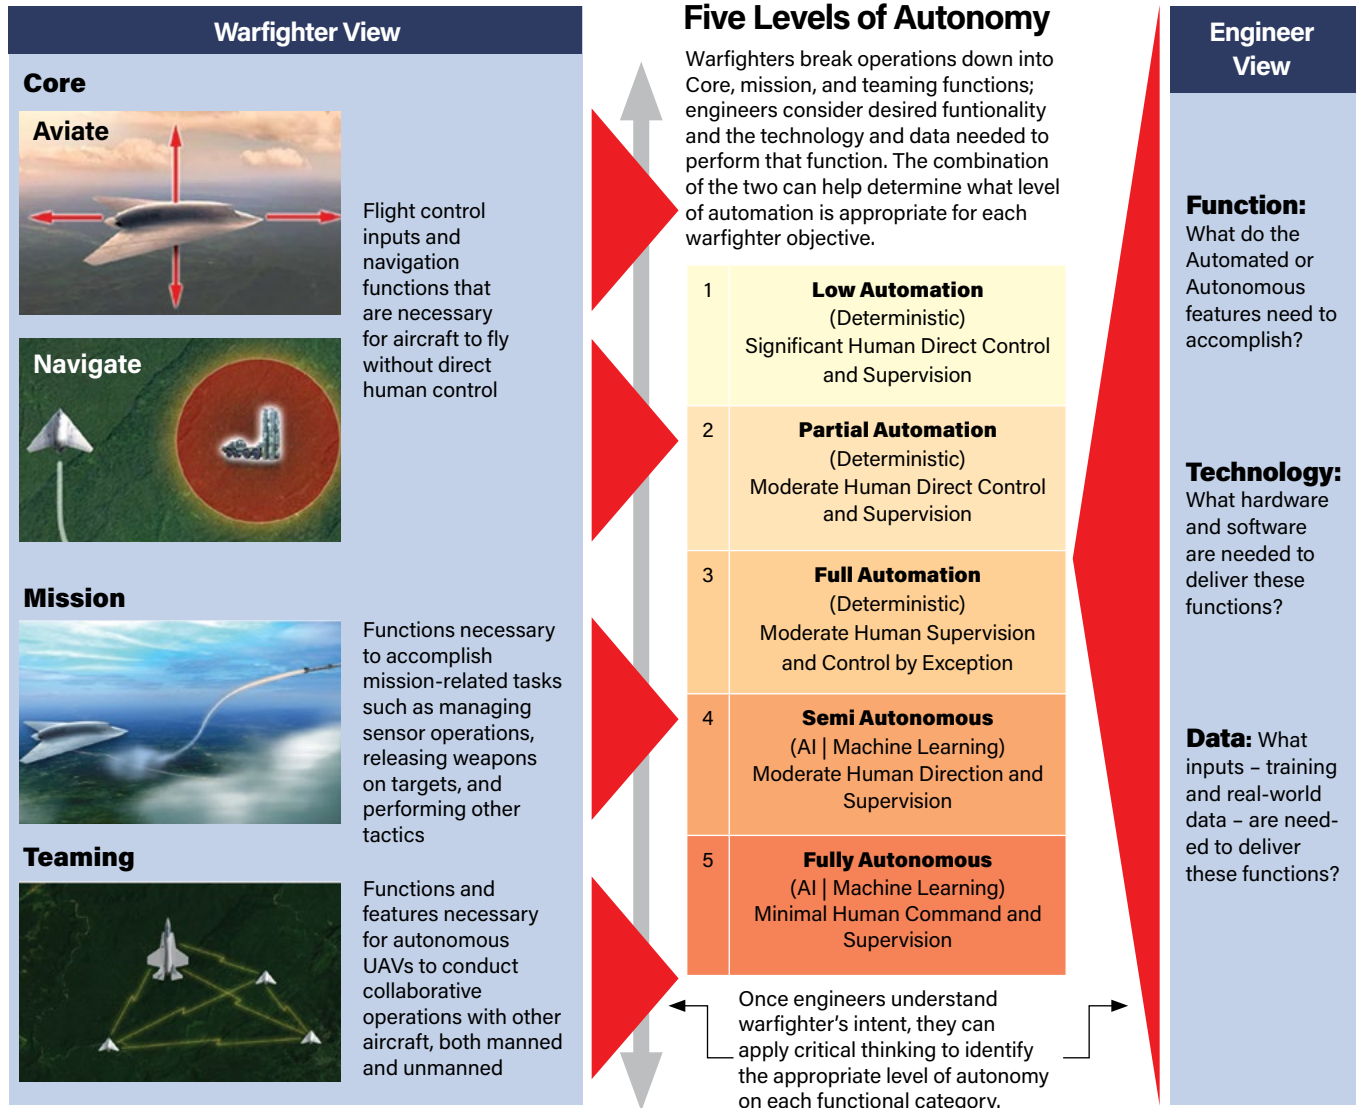 Warfighter View
Core
Aviate
Flight control
inputs and
navigation
functions that
are necessary
for aircraft to fly
without direct
human control
Navigate
Mission
Functions necessary
to accomplish
mission-related tasks
such as managing
sensor operations,
releasing weapons
on targets, and
performing other
tactics
Teaming
Functions and
features necessary
for autonomous
UAVs to conduct
collaborative
operations with other
aircraft, both manned
and unmanned
Five Levels of Autonomy
Warfighters break operations down into
Core, mission, and teaming functions;
engineers consider desired funtionality
and the technology and data needed to
perform that function. The combination
of the two can help determine what level
of automation is appropriate for each
warfighter objective.
1 Low Automation
(Deterministic)
Significant Human Direct Control
and Supervision
2 Partial Automation
(Deterministic)
Moderate Human Direct Control
and Supervision
3 Full Automation
(Deterministic)
Moderate Human Supervision
and Control by Exception
4 Semi Autonomous
(AI | Machine Learning)
Moderate Human Direction and
Supervision
5 Fully Autonomous
(AI | Machine Learning)
Minimal Human Command and
Supervision
Once engineers understand
warfighter's intent, they can
apply critical thinking to identify
the appropriate level of autonomy
on each functional category.
Engineer
View
Function:
What do the
Automated or
Autonomous
features need to
accomplish?
Technology:
What hardware
and software
are needed to
deliver these
functions?
Data: What
inputs – training
and real-world
data – are need-
ed to deliver
these functions?